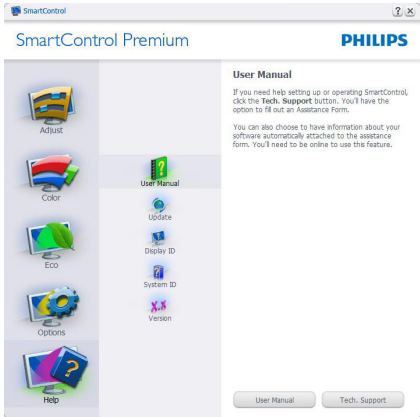 SmartControl
SmartControl Premium
PHILIPS
Adjust
Color
Eco
Options
Help
User Manual
Update
Display ID
System ID
X.X
Version
User Manual
If you need help setting up or operating SmartControl,
click the Tech. Support button. You'll have the
option to fill out an Assistance Form.
You can also choose to have information about your
software automatically attached to the assistance
form. You'll need to be online to use this feature.
User Manual
Tech. Support